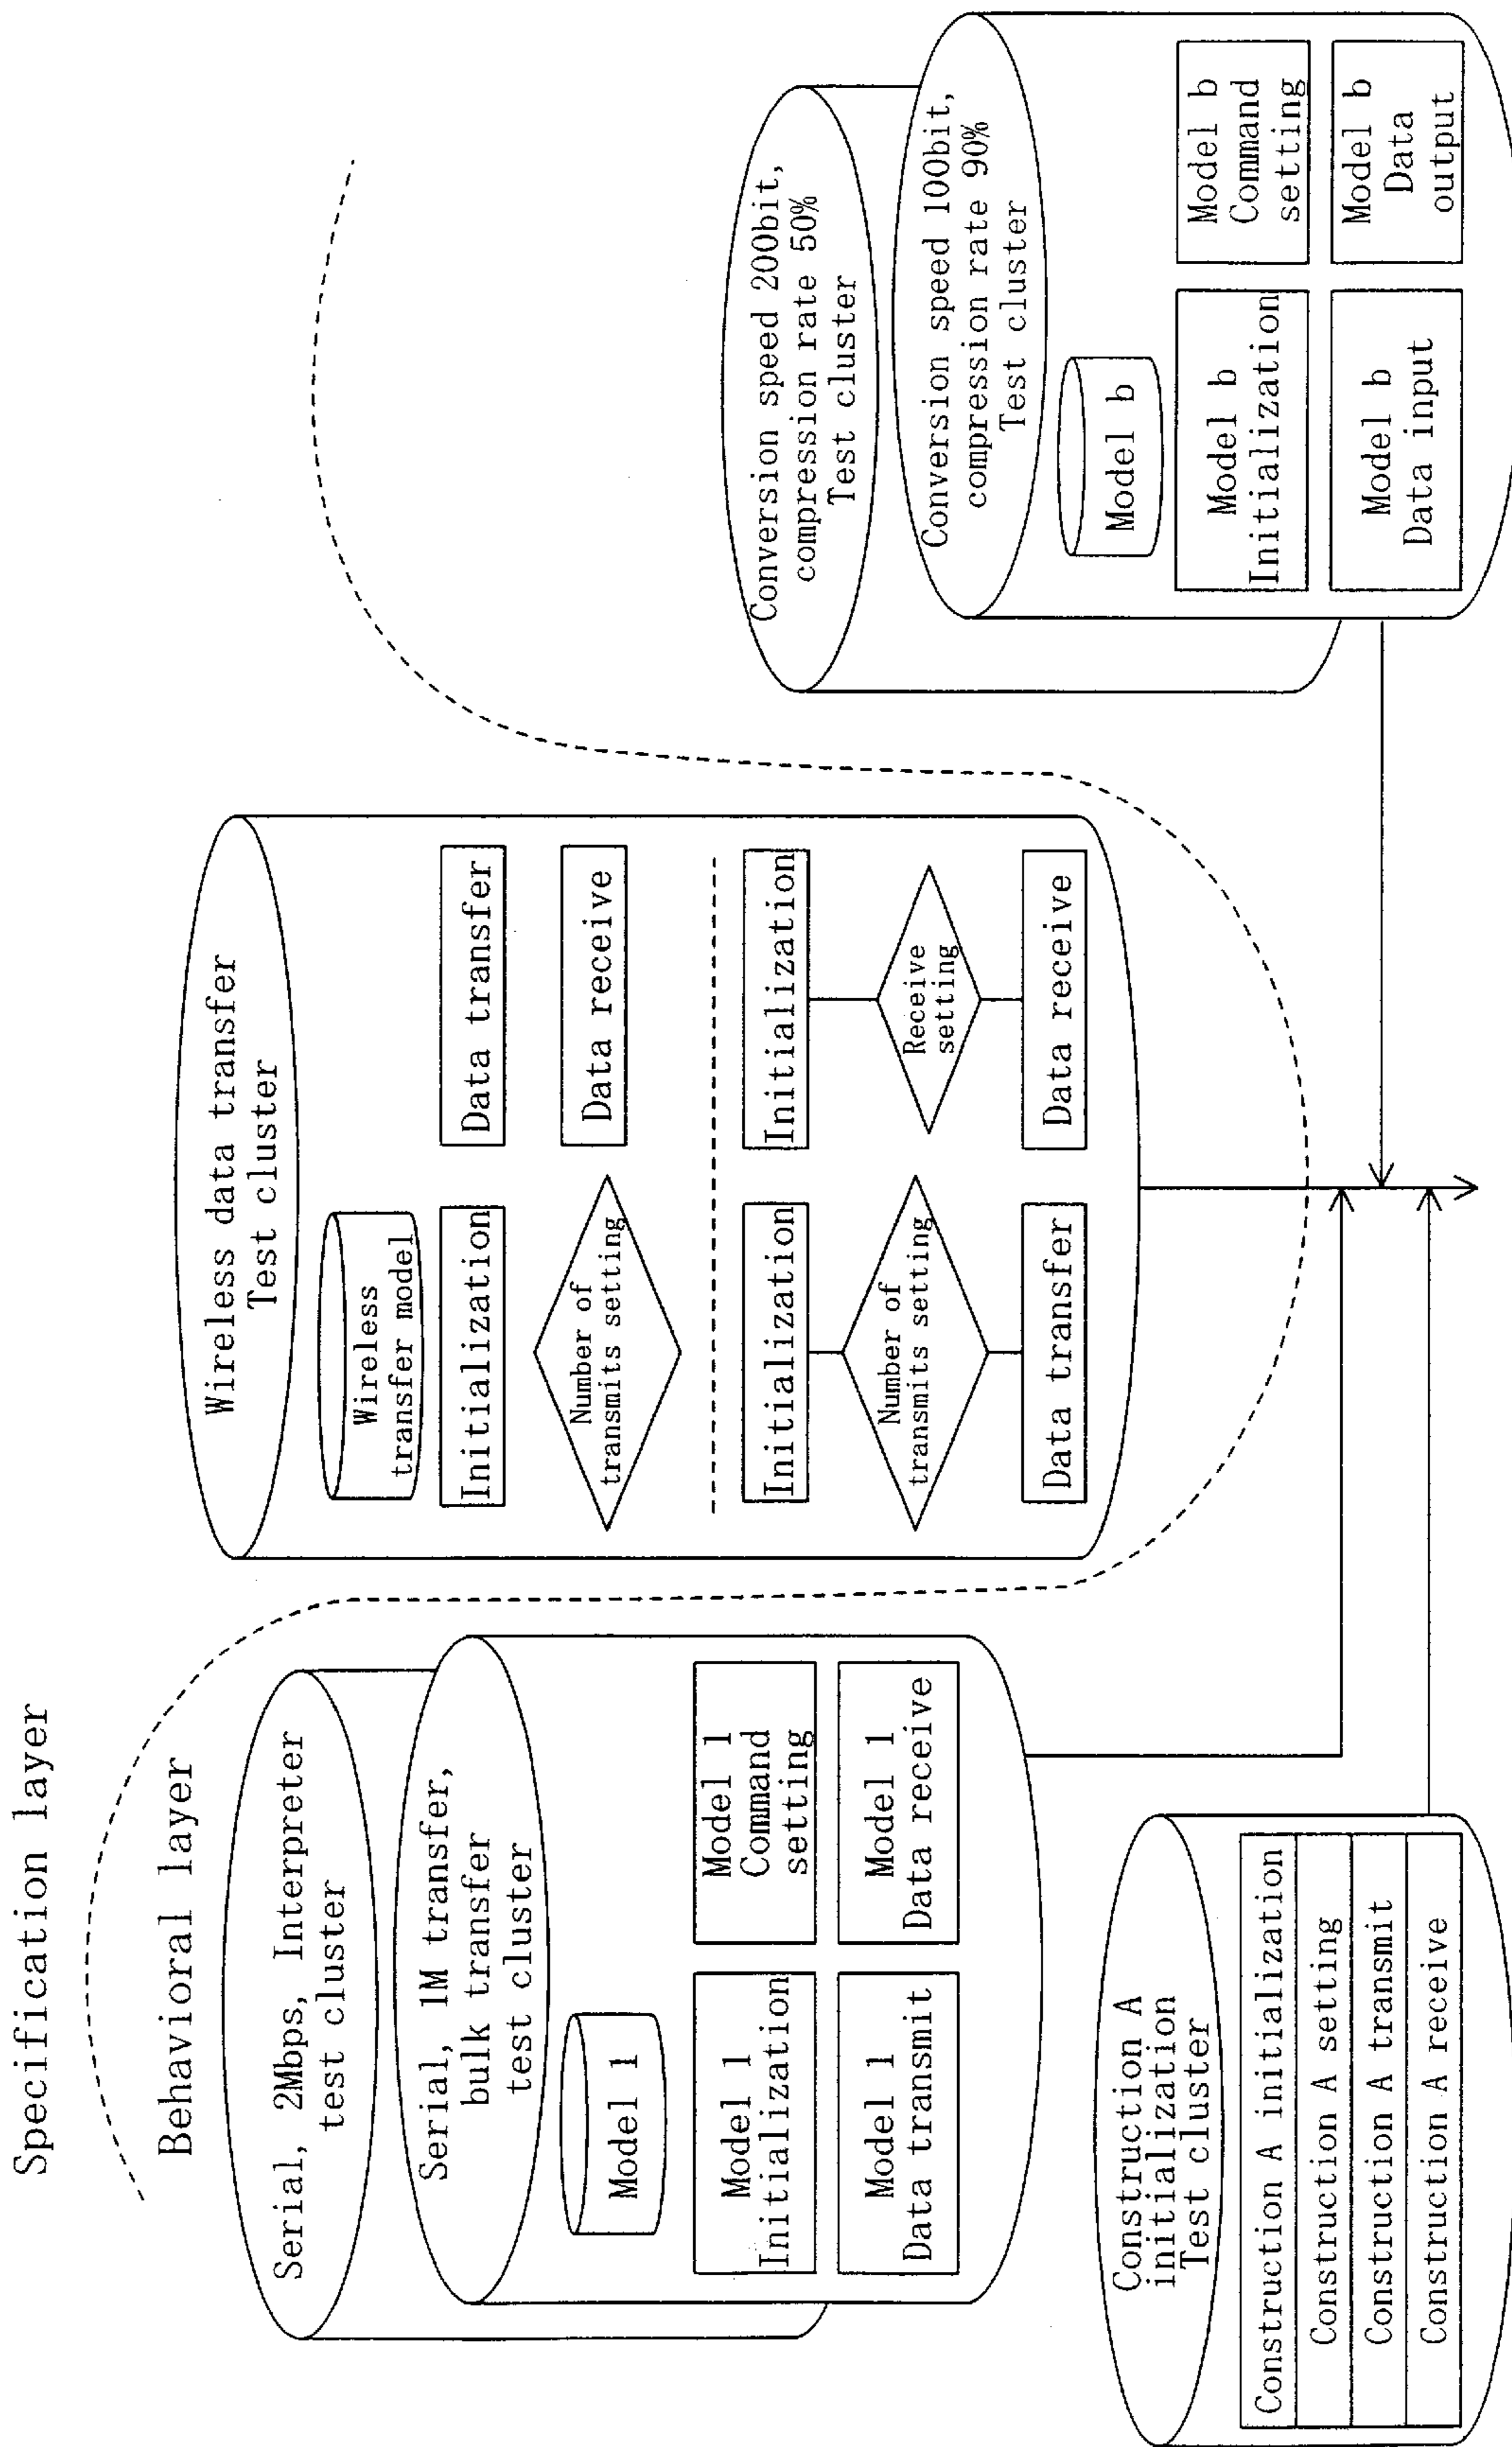 Specification layer
Behavioral layer
Serial, 2Mbps, Interpreter
test cluster
Serial, 1M transfer,
bulk transfer
test cluster
Model 1
Model 1
Initialization
Model 1
Command
setting
Model 1
Data transmit
Model 1
Data receive
Construction A
initialization
Test cluster
Construction A initialization
Construction A setting
Construction A transmit
Construction A receive
Wireless data transfer
Test cluster
Wireless
transfer model
Initialization
Data transfer
Number of
transmits setting
Data receive
Initialization
Initialization
Number of
transmits setting
Receive
setting
Data transfer
Data receive
Conversion speed 200bit,
compression rate 50%
Test cluster
Conversion speed 100bit,
compression rate 90%
Test cluster
Model b
Model b
Initialization
Model b
Command
setting
Model b
Data input
Model b
Data
output